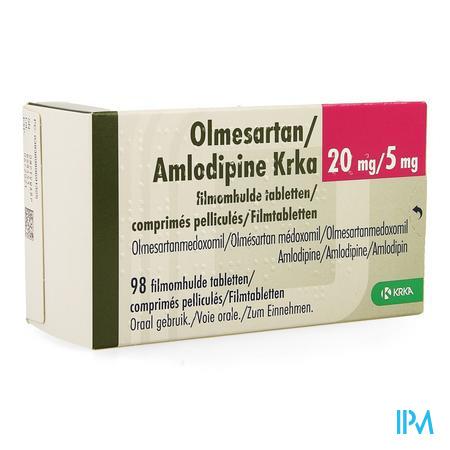 Olmesartan/
Amlodipine Krka
20 mg/5 mg
filmomhulde tabletten/
comprimés pelliculés/Filmtabletten
Olmesartanmedoxomil/Olmésartan médoxomil/Olmesartanmedoxomil
Amlodipine/Amlodipine/Amlodipin
98 filmomhulde tabletten/
comprimés pelliculés/Filmtabletten
Oraal gebruik./Voie orale./Zum Einnehmen.
KRKA
IPM